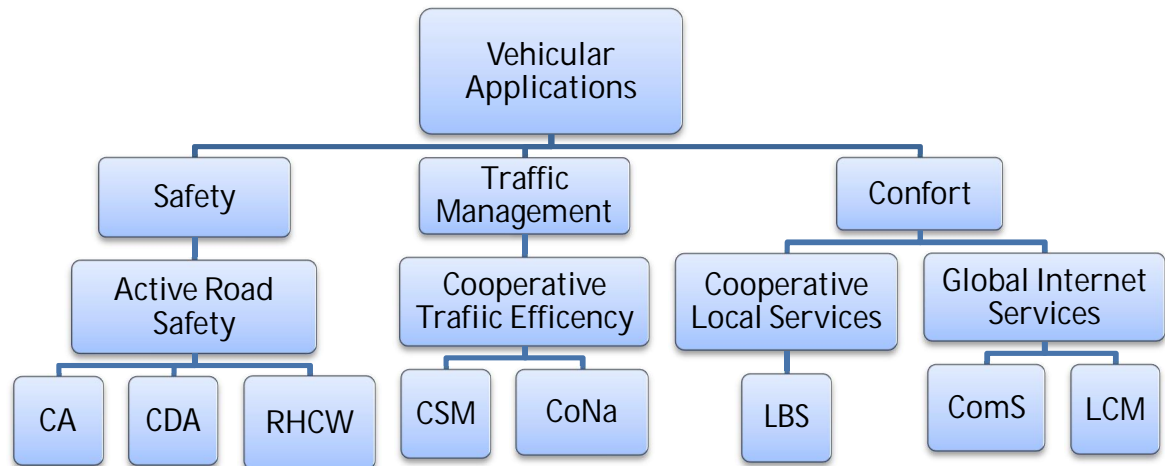 Vehicular
Applications
Safety
Traffic
Management
Confort
Active Road
Safety
Cooperative
Trafiic Efficency
Cooperative
Local Services
Global Internet
Services
CA
CDA
RHCW
CSM
CoNa
LBS
ComS
LCM